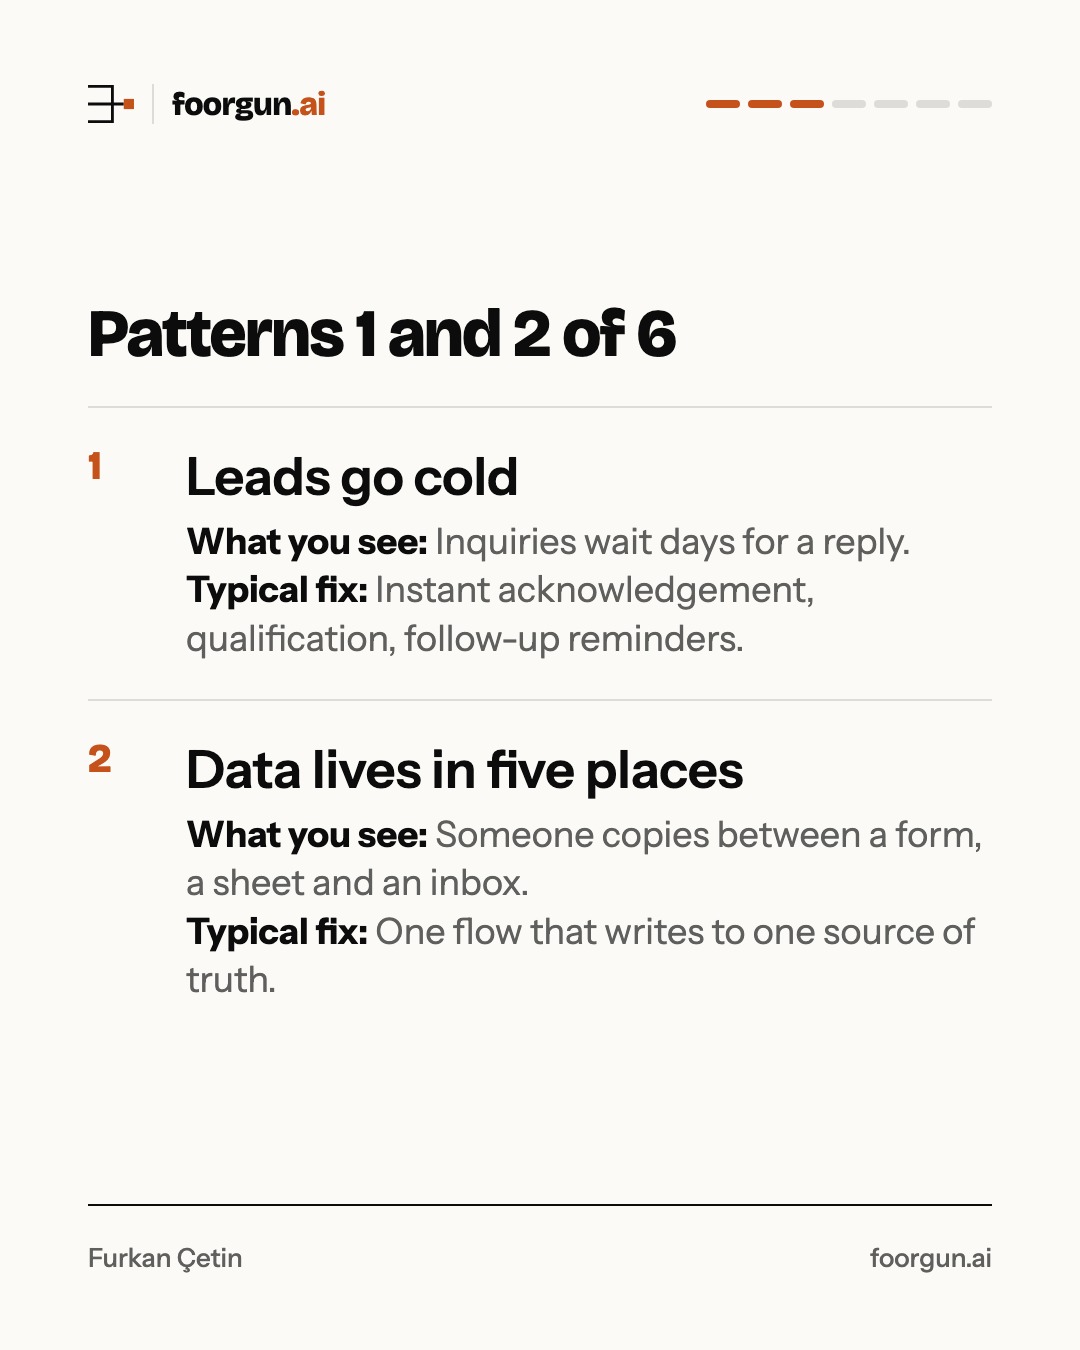 foorgun.ai
Patterns 1 and 2 of 6
1
Leads go cold
What you see: Inquiries wait days for a reply.
Typical fix: Instant acknowledgement,
qualification, follow-up reminders.
2
Data lives in five places
What you see: Someone copies between a form,
a sheet and an inbox.
Typical fix: One flow that writes to one source of
truth.
Furkan Çetin
foorgun.ai